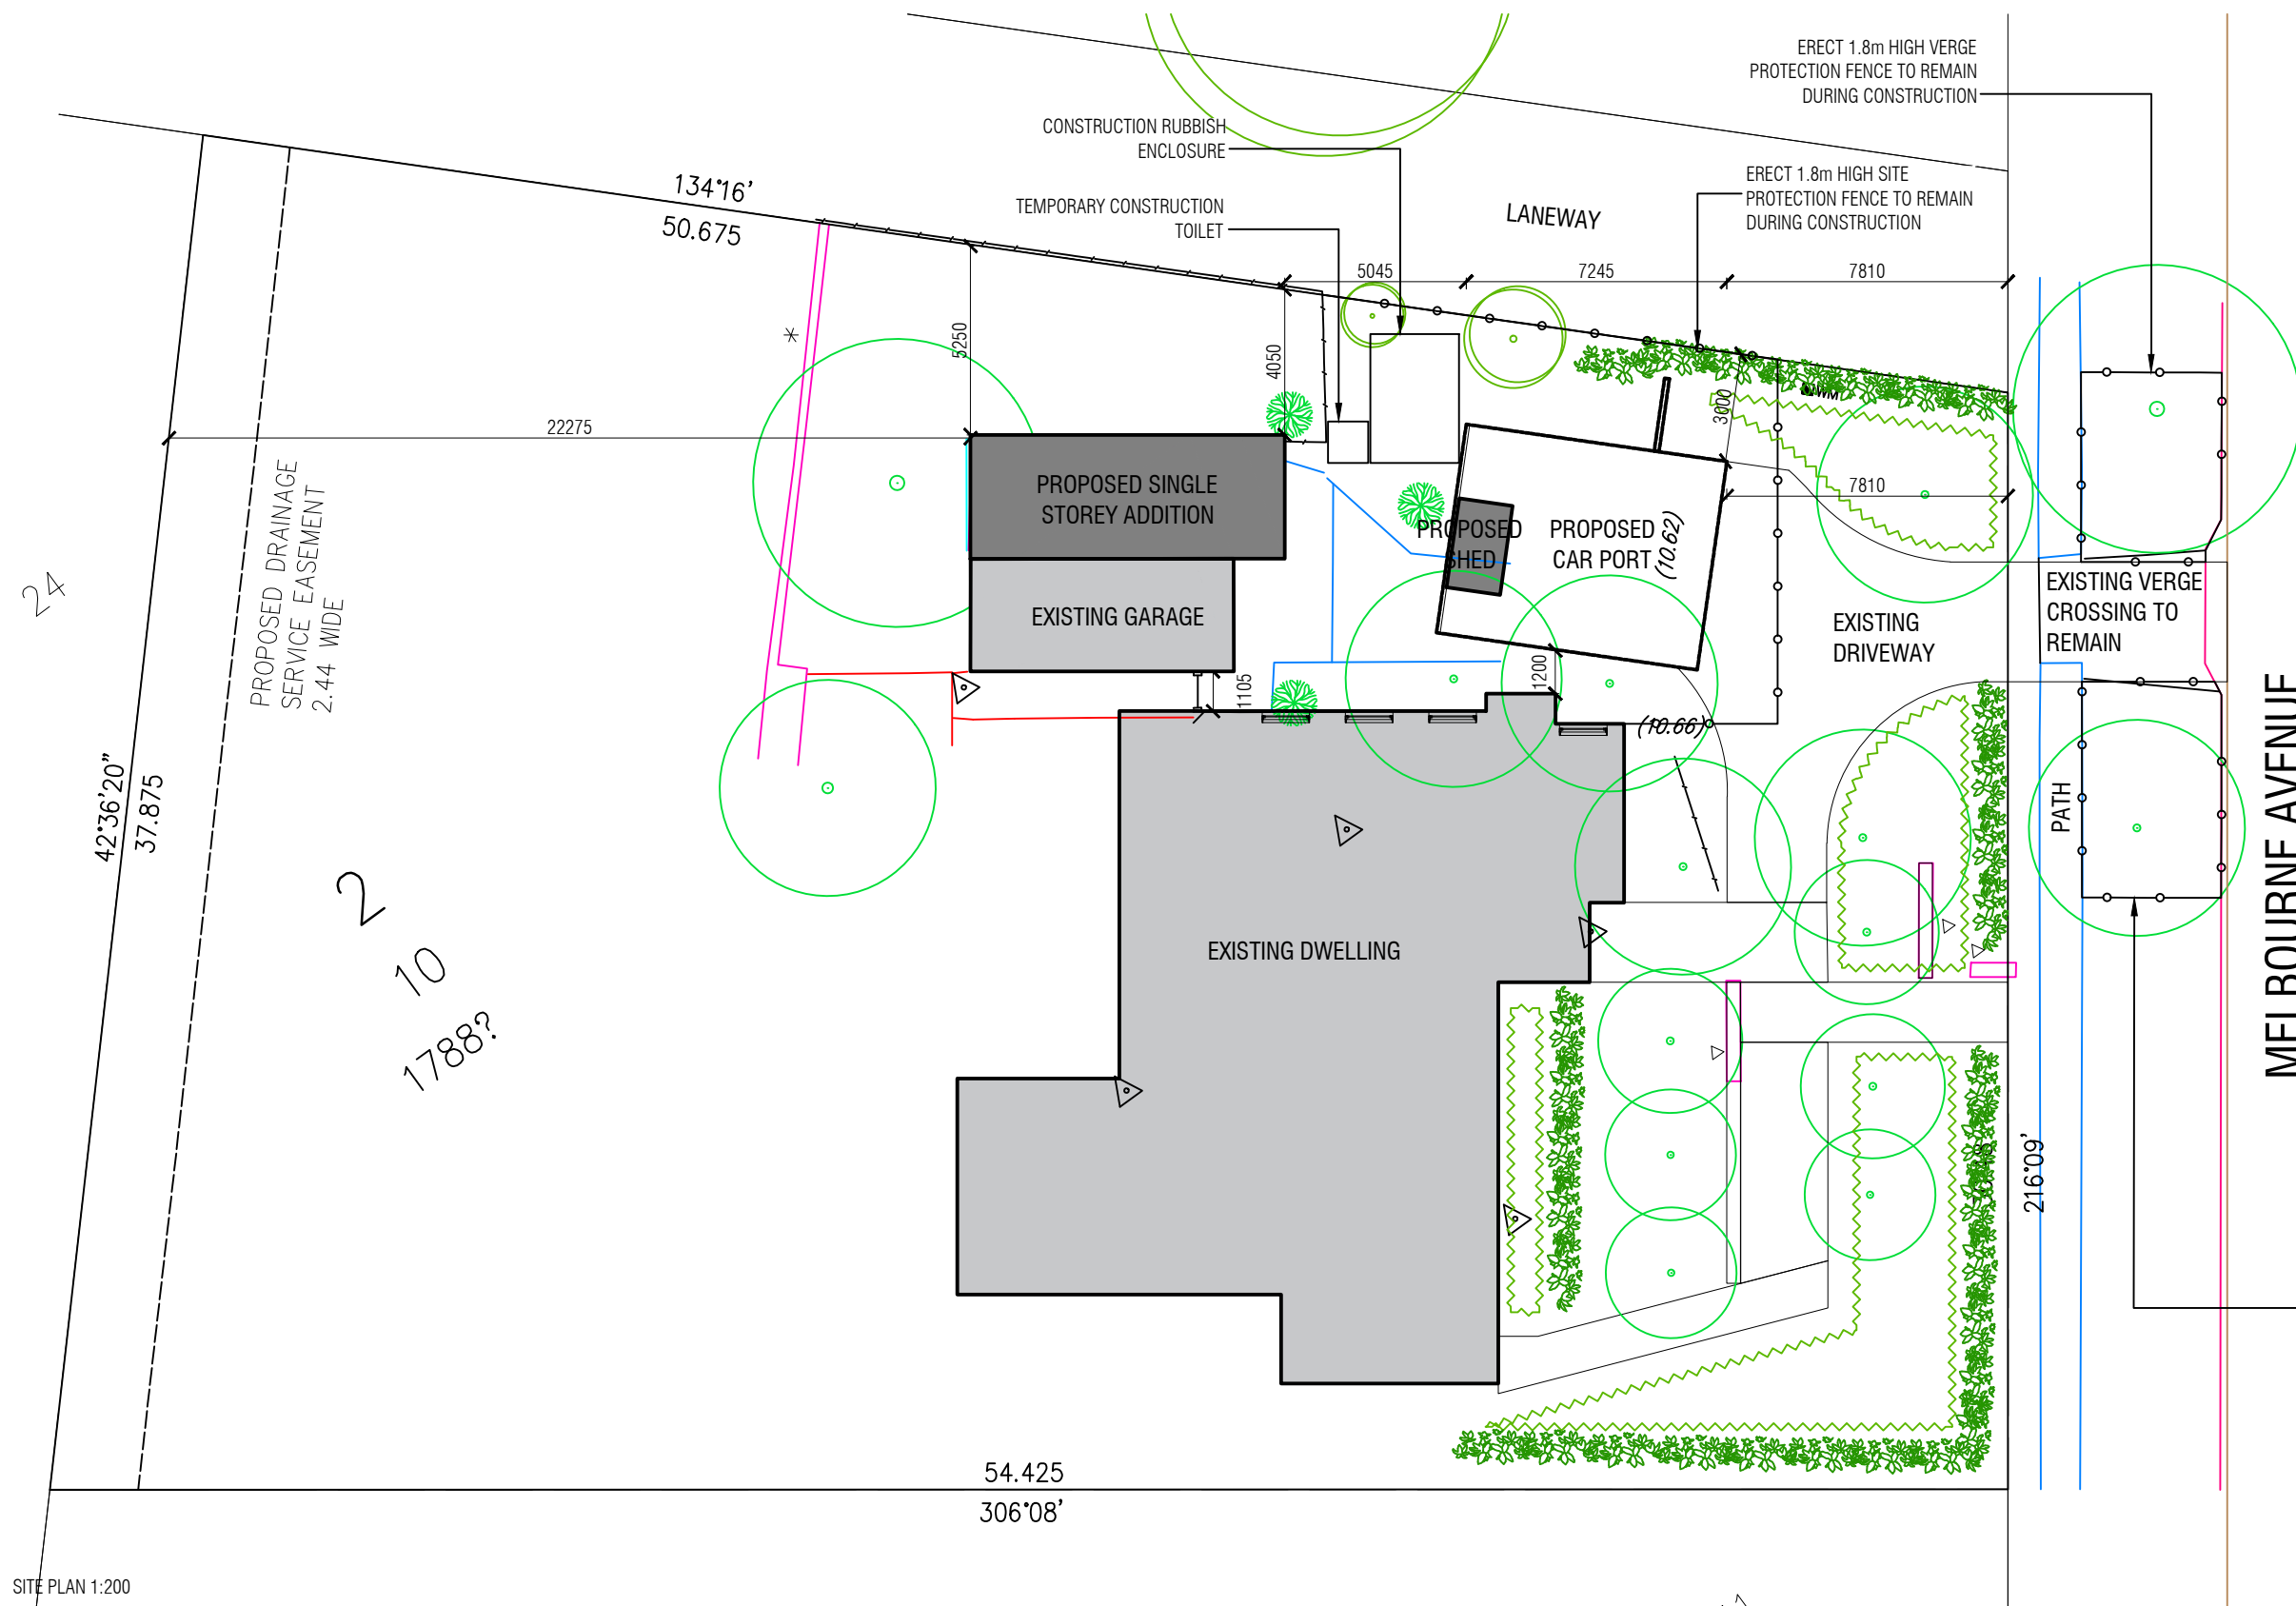 ERECT 1.8m HIGH VERGE
PROTECTION FENCE TO REMAIN
DURING CONSTRUCTION
CONSTRUCTION RUBBISH
ENCLOSURE
ERECT 1.8m HIGH SITE
PROTECTION FENCE TO REMAIN
DURING CONSTRUCTION
TEMPORARY CONSTRUCTION
TOILET
LANEWAY
134°16'
50.675
5045
7245
7810
5250
4050
3000
WM
22275
7810
PROPOSED SINGLE
STOREY ADDITION
PROPOSED
SHED
PROPOSED
CAR PORT
(10.62)
EXISTING GARAGE
EXISTING VERGE
CROSSING TO
REMAIN
EXISTING
DRIVEWAY
PROPOSED DRAINAGE
SERVICE EASEMENT
2.44 WIDE
24
1105
1200
(10.66)
42°36'20"
37.875
PATH
MELBOURNE AVENUE
2
10
1788?
EXISTING DWELLING
216°09'
54.425
306°08'
SITE PLAN 1:200